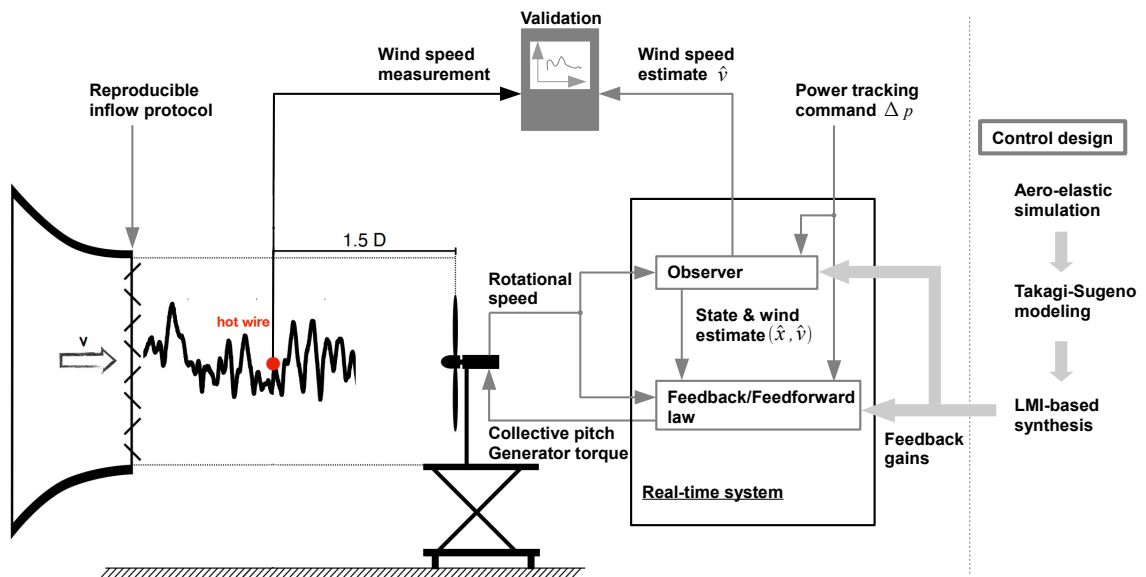 Validation
Wind speed
measurement
Wind speed
estimate v̂
Reproducible
inflow protocol
Power tracking
command Δ p
Control design
Aero-elastic
simulation
1.5 D
Rotational
speed
Observer
Takagi-Sugeno
modeling
hot wire
State & wind
estimate (x̂ , v̂)
v
Feedback/Feedforward
law
LMI-based
synthesis
Collective pitch
Generator torque
Feedback
gains
Real-time system